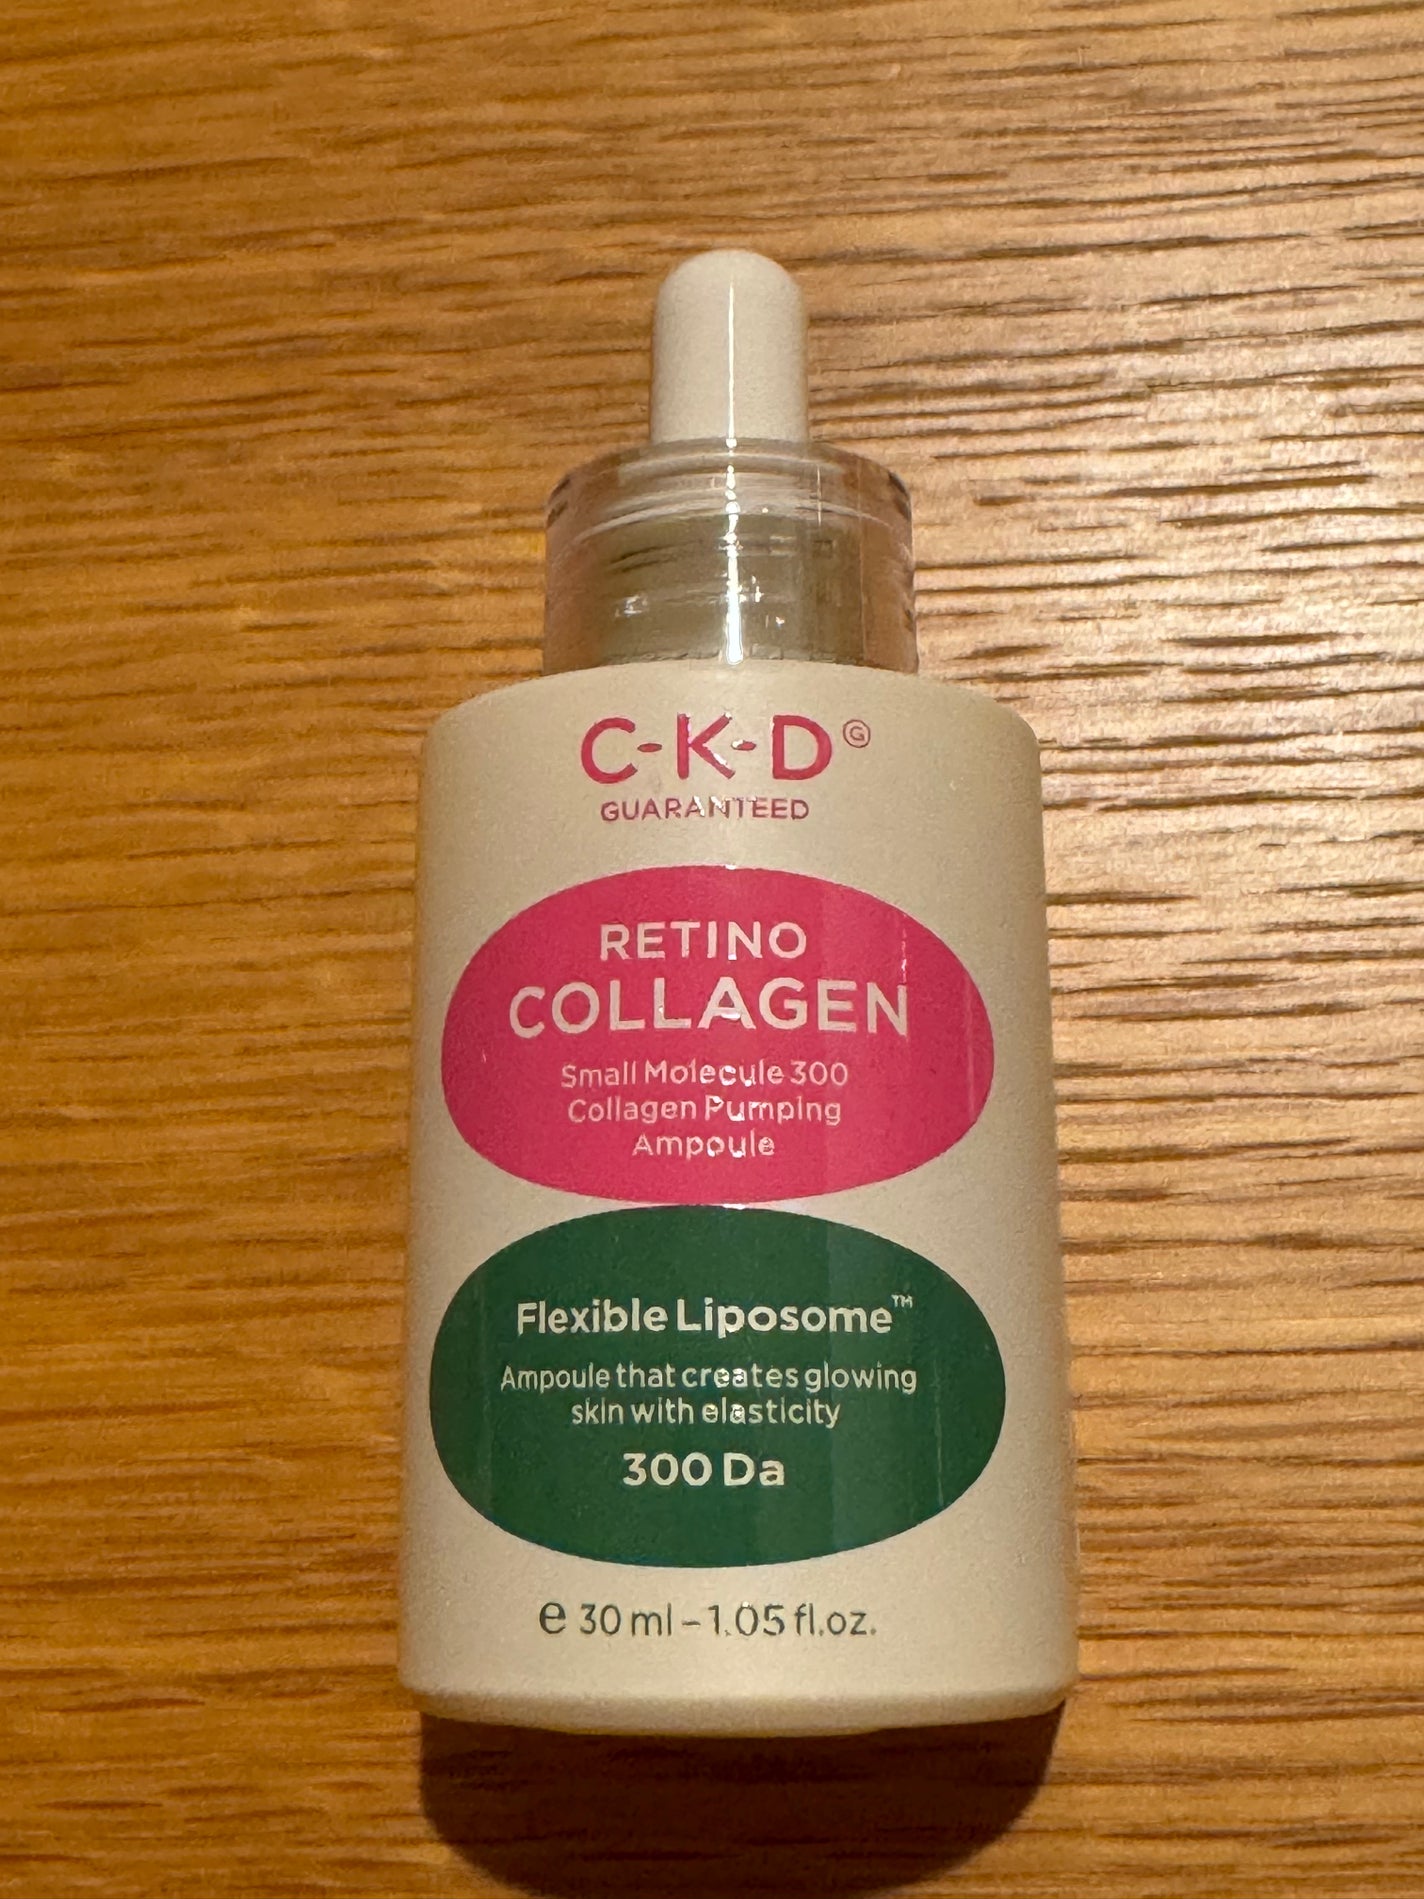 C-K-D Ⓖ
GUARANTEED
RETINO
COLLAGEN
Small Molecule 300
Collagen Pumping
Ampoule
Flexible Liposome™
Ampoule that creates glowing
skin with elasticity
300 Da
℮ 30 ml – 1.05 fl.oz.